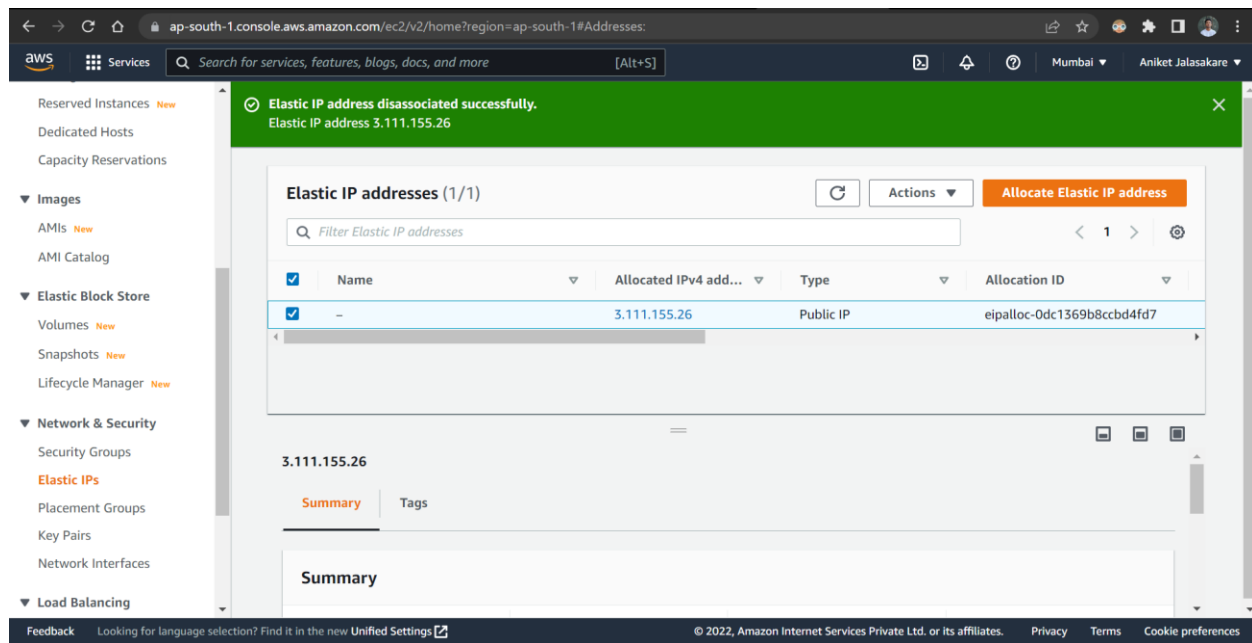 ap-south-1.console.aws.amazon.com/ec2/v2/home?region=ap-south-1#Addresses:
aws Services Search for services, features, blogs, docs, and more [Alt+S] Mumbai ▼ Aniket Jalasakare ▼
Reserved Instances New
Dedicated Hosts
Capacity Reservations
▼ Images
AMIs New
AMI Catalog
▼ Elastic Block Store
Volumes New
Snapshots New
Lifecycle Manager New
▼ Network & Security
Security Groups
Elastic IPs
Placement Groups
Key Pairs
Network Interfaces
▼ Load Balancing
Elastic IP address disassociated successfully.
Elastic IP address 3.111.155.26
Elastic IP addresses (1/1) Actions ▼ Allocate Elastic IP address
Filter Elastic IP addresses < 1 >
Name Allocated IPv4 add... Type Allocation ID
– 3.111.155.26 Public IP eipalloc-0dc1369b8ccbd4fd7
3.111.155.26
Summary Tags
Summary
Feedback Looking for language selection? Find it in the new Unified Settings © 2022, Amazon Internet Services Private Ltd. or its affiliates. Privacy Terms Cookie preferences